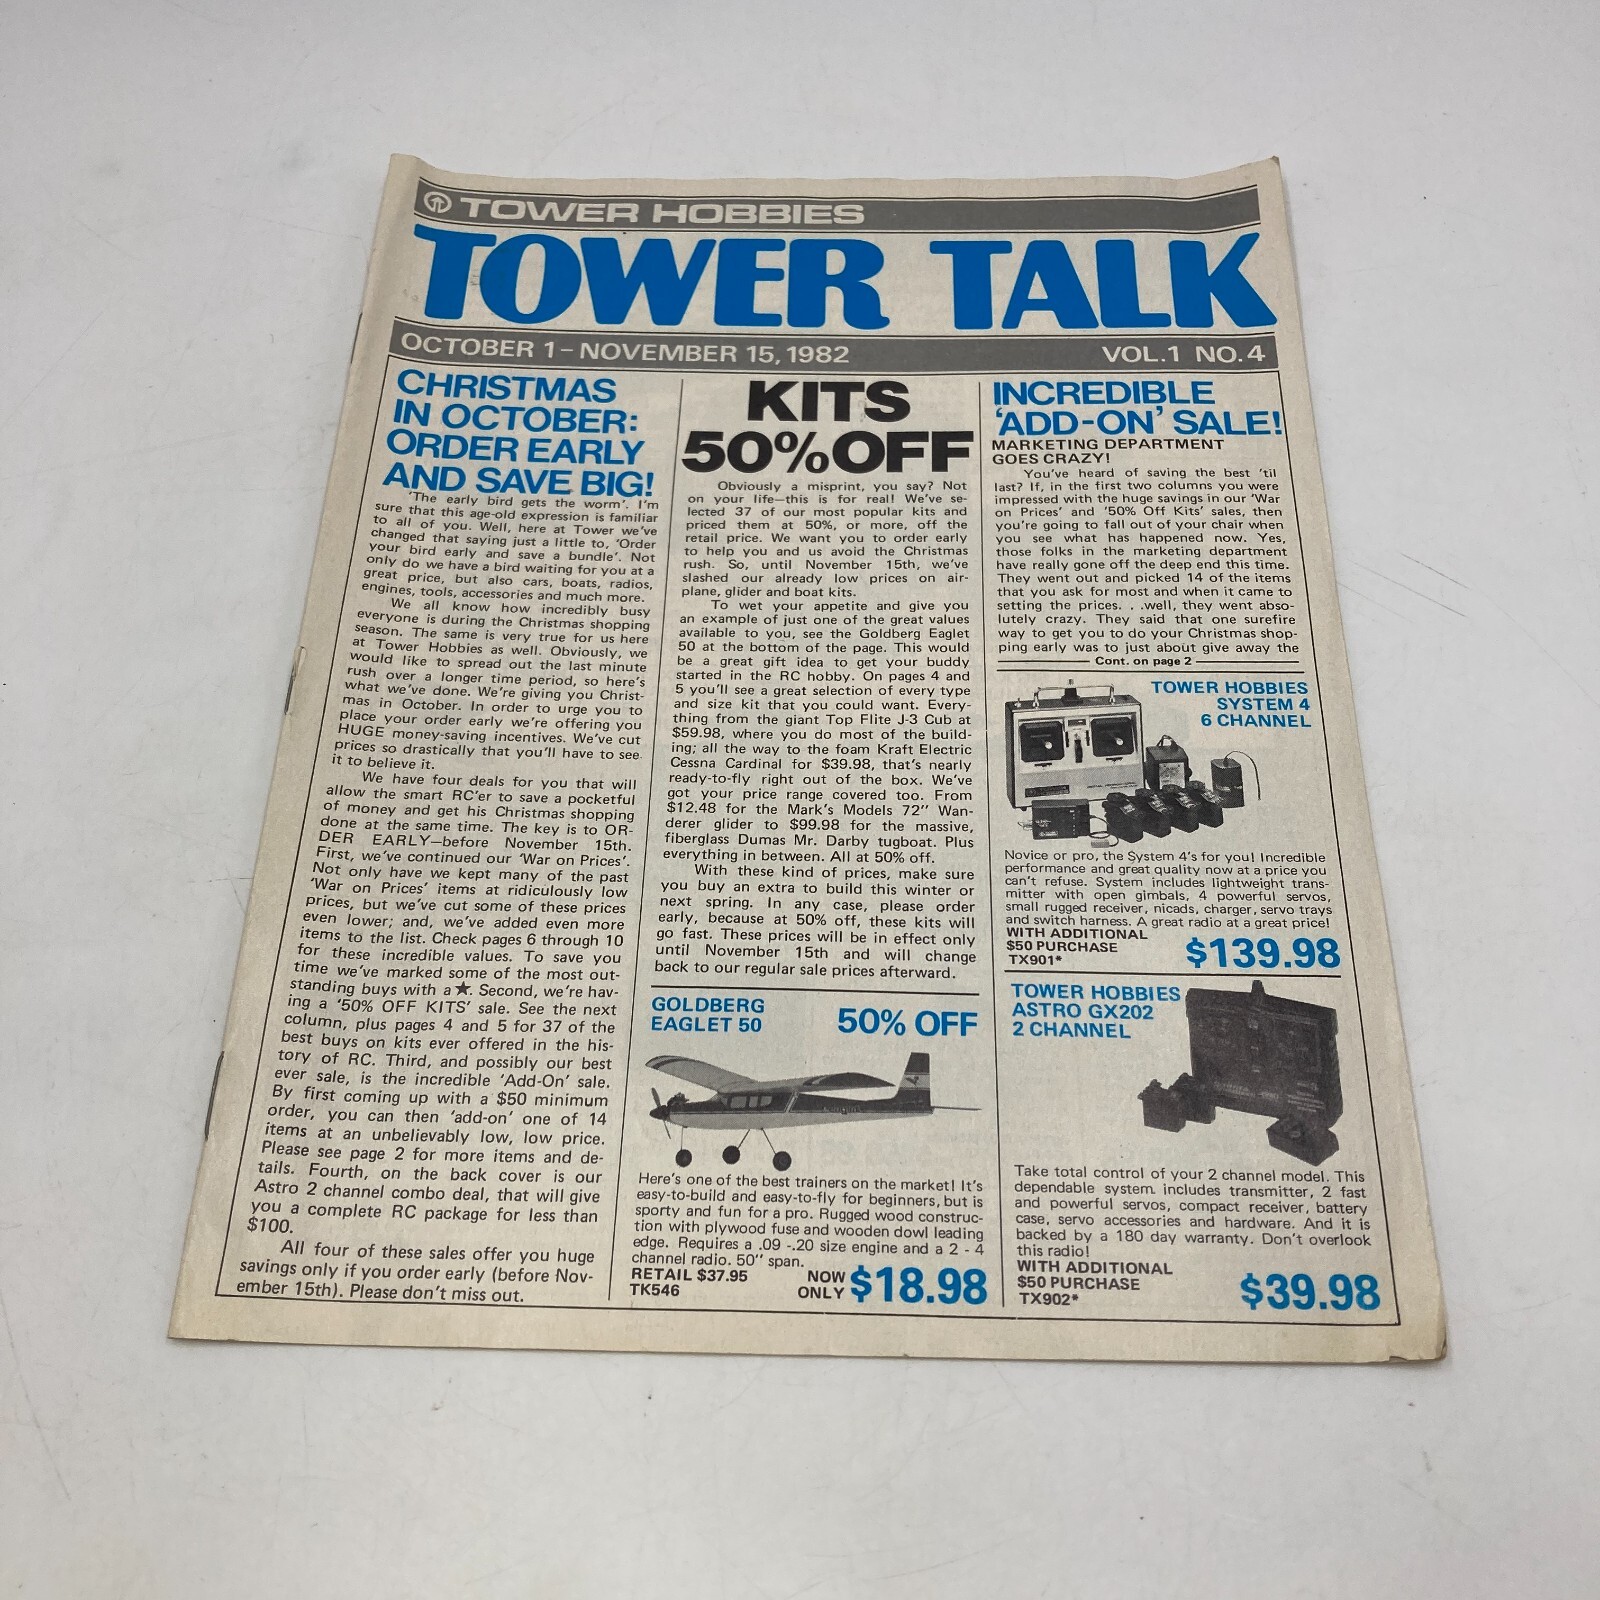 TOWER HOBBIES
TOWER TALK
OCTOBER 1 – NOVEMBER 15, 1982
VOL. 1 NO. 4
CHRISTMAS
IN OCTOBER:
ORDER EARLY
AND SAVE BIG!
'The early bird gets the worm'. I'm
sure that this age-old expression is familiar
to all of you. Well, here at Tower we've
changed that saying just a little to, 'Order
your bird early and save a bundle'. Not
only do we have a bird waiting for you at a
great price, but also cars, boats, radios,
engines, tools, accessories and much more.
We all know how incredibly busy
everyone is during the Christmas shopping
season. The same is very true for us here
at Tower Hobbies as well. Obviously, we
would like to spread out the last minute
rush over a longer time period, so here's
what we've done. We're giving you Christ-
mas in October. In order to urge you to
place your order early we're offering you
HUGE money-saving incentives. We've cut
prices so drastically that you'll have to see
it to believe it.
We have four deals for you that will
allow the smart RC'er to save a pocketful
of money and get his Christmas shopping
done at the same time. The key is to OR-
DER EARLY—before November 15th.
First, we've continued our 'War on Prices'.
Not only have we kept many of the past
'War on Prices' items at ridiculously low
prices, but we've cut some of these prices
even lower; and, we've added even more
items to the list. Check pages 6 through 10
for these incredible values. To save you
time we've marked some of the most out-
standing buys with a ★. Second, we're hav-
ing a '50% OFF KITS' sale. See the next
column, plus pages 4 and 5 for 37 of the
best buys on kits ever offered in the his-
tory of RC. Third, and possibly our best
ever sale, is the incredible 'Add-On' sale.
By first coming up with a $50 minimum
order, you can then 'add-on' one of 14
items at an unbelievably low, low price.
Please see page 2 for more items and de-
tails. Fourth, on the back cover is our
Astro 2 channel combo deal, that will give
you a complete RC package for less than
$100.
All four of these sales offer you huge
savings only if you order early (before Nov-
ember 15th). Please don't miss out.
KITS
50% OFF
Obviously a misprint, you say? Not
on your life—this is for real! We've se-
lected 37 of our most popular kits and
priced them at 50%, or more, off the
retail price. We want you to order early
to help you and us avoid the Christmas
rush. So, until November 15th, we've
slashed our already low prices on air-
plane, glider and boat kits.
To wet your appetite and give you
an example of just one of the great values
available to you, see the Goldberg Eaglet
50 at the bottom of the page. This would
be a great gift idea to get your buddy
started in the RC hobby. On pages 4 and
5 you'll see a great selection of every type
and size kit that you could want. Every-
thing from the giant Top Flite J-3 Cub at
$59.98, where you do most of the build-
ing; all the way to the foam Kraft Electric
Cessna Cardinal for $39.98, that's nearly
ready-to-fly right out of the box. We've
got your price range covered too. From
$12.48 for the Mark's Models 72" Wan-
derer glider to $99.98 for the massive,
fiberglass Dumas Mr. Darby tugboat. Plus
everything in between. All at 50% off.
With these kind of prices, make sure
you buy an extra to build this winter or
next spring. In any case, please order
early, because at 50% off, these kits will
go fast. These prices will be in effect only
until November 15th and will change
back to our regular sale prices afterward.
GOLDBERG
EAGLET 50
50% OFF
Here's one of the best trainers on the market! It's
easy-to-build and easy-to-fly for beginners, but is
sporty and fun for a pro. Rugged wood construc-
tion with plywood fuse and wooden dowl leading
edge. Requires a .09 -.20 size engine and a 2 - 4
channel radio. 50" span.
RETAIL $37.95
TK546
NOW
ONLY
$18.98
INCREDIBLE
'ADD-ON' SALE!
MARKETING DEPARTMENT
GOES CRAZY!
You've heard of saving the best 'til
last? If, in the first two columns you were
impressed with the huge savings in our 'War
on Prices' and '50% Off Kits' sales, then
you're going to fall out of your chair when
you see what has happened now. Yes,
those folks in the marketing department
have really gone off the deep end this time.
They went out and picked 14 of the items
that you ask for most and when it came to
setting the prices. . .well, they went abso-
lutely crazy. They said that one surefire
way to get you to do your Christmas shop-
ping early was to just about give away the
Cont. on page 2
TOWER HOBBIES
SYSTEM 4
6 CHANNEL
Novice or pro, the System 4's for you! Incredible
performance and great quality now at a price you
can't refuse. System includes lightweight trans-
mitter with open gimbals, 4 powerful servos,
small rugged receiver, nicads, charger, servo trays
and switch harness. A great radio at a great price!
WITH ADDITIONAL
$50 PURCHASE
TX901*
$139.98
TOWER HOBBIES
ASTRO GX202
2 CHANNEL
Take total control of your 2 channel model. This
dependable system includes transmitter, 2 fast
and powerful servos, compact receiver, battery
case, servo accessories and hardware. And it is
backed by a 180 day warranty. Don't overlook
this radio!
WITH ADDITIONAL
$50 PURCHASE
TX902*
$39.98